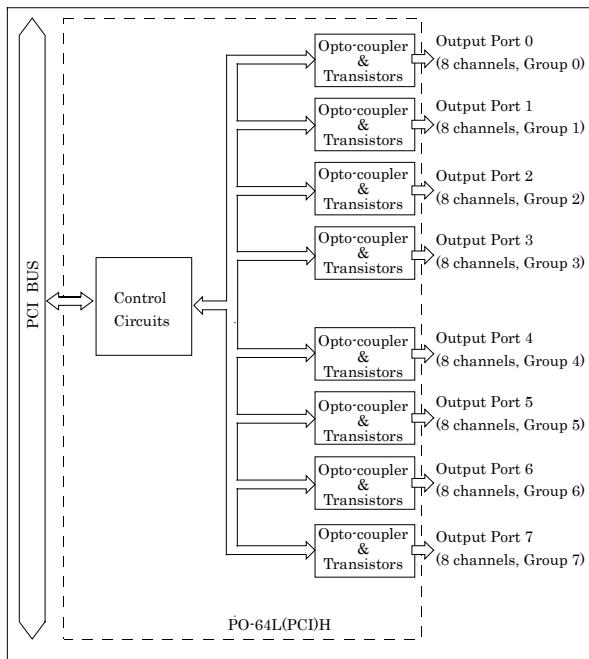 Opto-coupler
&
Transistors
Output Port 0
(8 channels, Group 0)
Opto-coupler
&
Transistors
Output Port 1
(8 channels, Group 1)
Opto-coupler
&
Transistors
Output Port 2
(8 channels, Group 2)
Opto-coupler
&
Transistors
Output Port 3
(8 channels, Group 3)
PCI BUS
Control
Circuits
Opto-coupler
&
Transistors
Output Port 4
(8 channels, Group 4)
Opto-coupler
&
Transistors
Output Port 5
(8 channels, Group 5)
Opto-coupler
&
Transistors
Output Port 6
(8 channels, Group 6)
Opto-coupler
&
Transistors
Output Port 7
(8 channels, Group 7)
PO-64L(PCI)H